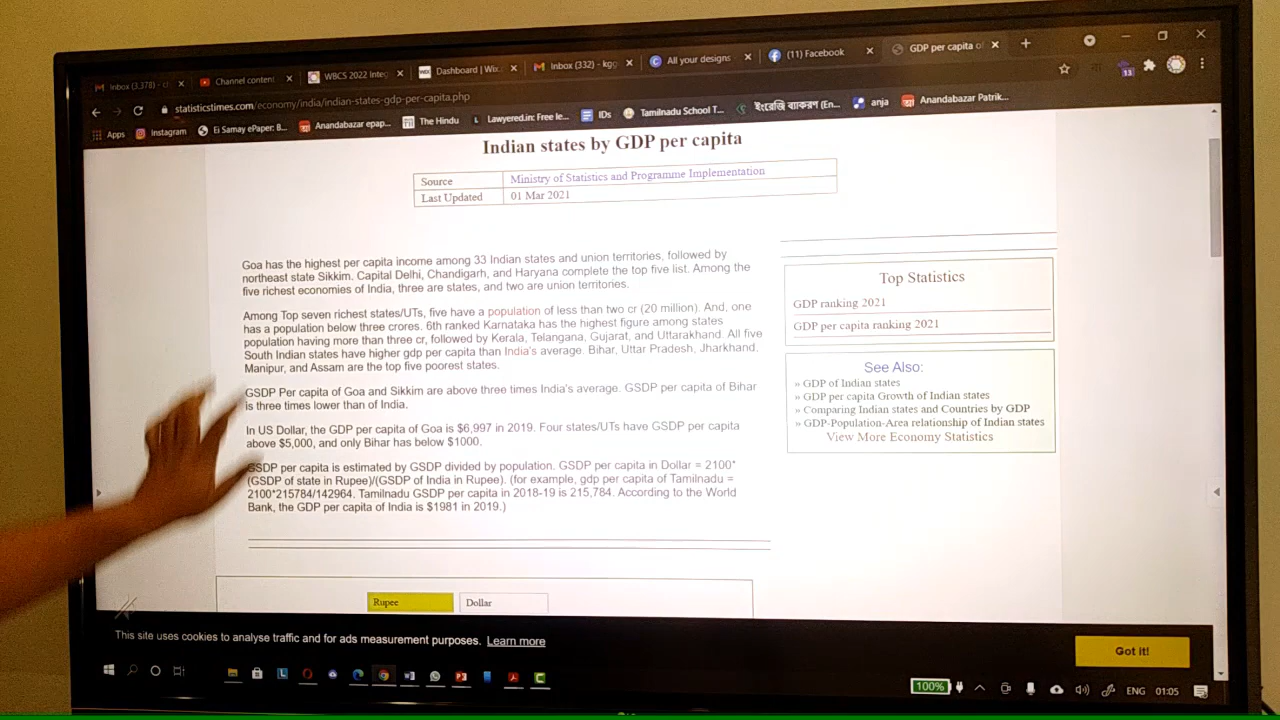 Inbox (3,378) - cl
Channel content
WBCS 2022 Integ
Dashboard | Wix.
Inbox (332) - kgg
All your designs
(11) Facebook
GDP per capita of
statisticstimes.com/economy/india/indian-states-gdp-per-capita.php
13
Apps
Instagram
Ei Samay ePaper: B...
Anandabazar epap...
The Hindu
Lawyered.in: Free le...
IDs
Tamilnadu School T...
ইংরেজি ব্যাকরণ (En...
anja
Anandabazar Patrik...
Indian states by GDP per capita
Source Ministry of Statistics and Programme Implementation
Last Updated 01 Mar 2021
Goa has the highest per capita income among 33 Indian states and union territories, followed by
northeast state Sikkim. Capital Delhi, Chandigarh, and Haryana complete the top five list. Among the
five richest economies of India, three are states, and two are union territories.
Among Top seven richest states/UTs, five have a population of less than two cr (20 million). And, one
has a population below three crores. 6th ranked Karnataka has the highest figure among states
population having more than three cr, followed by Kerala, Telangana, Gujarat, and Uttarakhand. All five
South Indian states have higher gdp per capita than India's average. Bihar, Uttar Pradesh, Jharkhand,
Manipur, and Assam are the top five poorest states.
GSDP Per capita of Goa and Sikkim are above three times India's average. GSDP per capita of Bihar
is three times lower than of India.
In US Dollar, the GDP per capita of Goa is $6,997 in 2019. Four states/UTs have GSDP per capita
above $5,000, and only Bihar has below $1000.
GSDP per capita is estimated by GSDP divided by population. GSDP per capita in Dollar = 2100*
(GSDP of state in Rupee)/(GSDP of India in Rupee). (for example, gdp per capita of Tamilnadu =
2100*215784/142964. Tamilnadu GSDP per capita in 2018-19 is 215,784. According to the World
Bank, the GDP per capita of India is $1981 in 2019.)
Top Statistics
GDP ranking 2021
GDP per capita ranking 2021
See Also:
» GDP of Indian states
» GDP per capita Growth of Indian states
» Comparing Indian states and Countries by GDP
» GDP-Population-Area relationship of Indian states
View More Economy Statistics
Rupee
Dollar
This site uses cookies to analyse traffic and for ads measurement purposes. Learn more
Got it!
100%
ENG
01:05